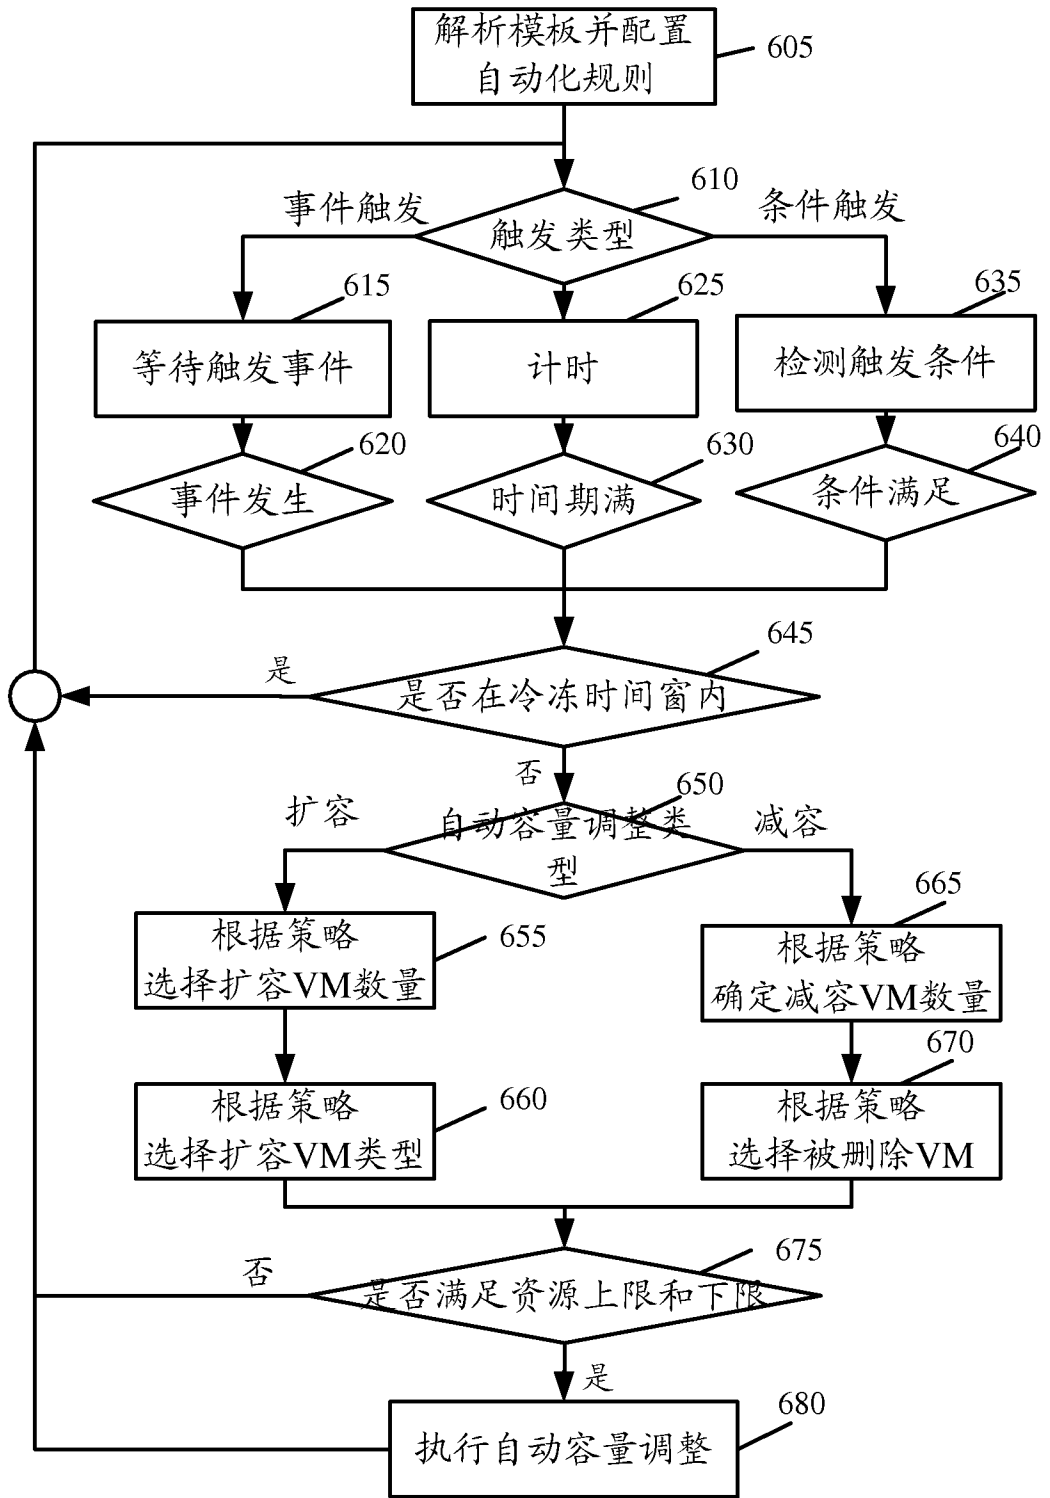 解析模板并配置
自动化规则
605
610
事件触发
条件触发
触发类型
615
625
635
等待触发事件
计时
检测触发条件
620
630
640
事件发生
时间期满
条件满足
645
是
是否在冷冻时间窗内
否
650
扩容
减容
自动容量调整类
型
665
根据策略
选择扩容VM数量
655
根据策略
确定减容VM数量
670
根据策略
选择扩容VM类型
660
根据策略
选择被删除VM
675
否
是否满足资源上限和下限
是
680
执行自动容量调整